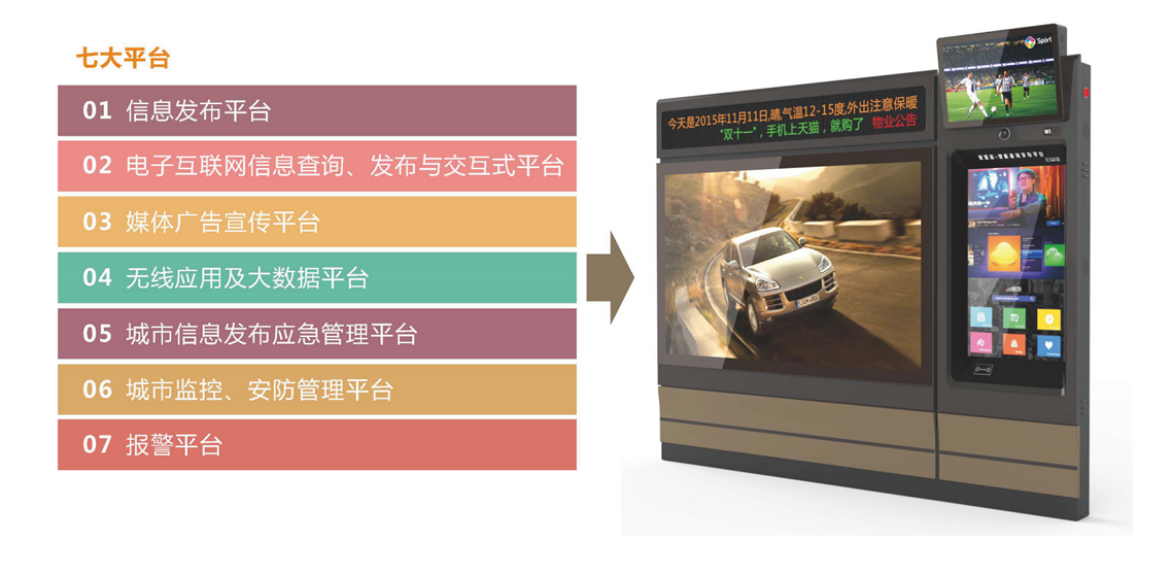 七大平台
01 信息发布平台
02 电子互联网信息查询、发布与交互式平台
03 媒体广告宣传平台
04 无线应用及大数据平台
05 城市信息发布应急管理平台
06 城市监控、安防管理平台
07 报警平台
Sport
今天是2015年11月11日,晴,气温12-15度,外出注意保暖
"双十一"，手机上天猫，就购了 物业公告